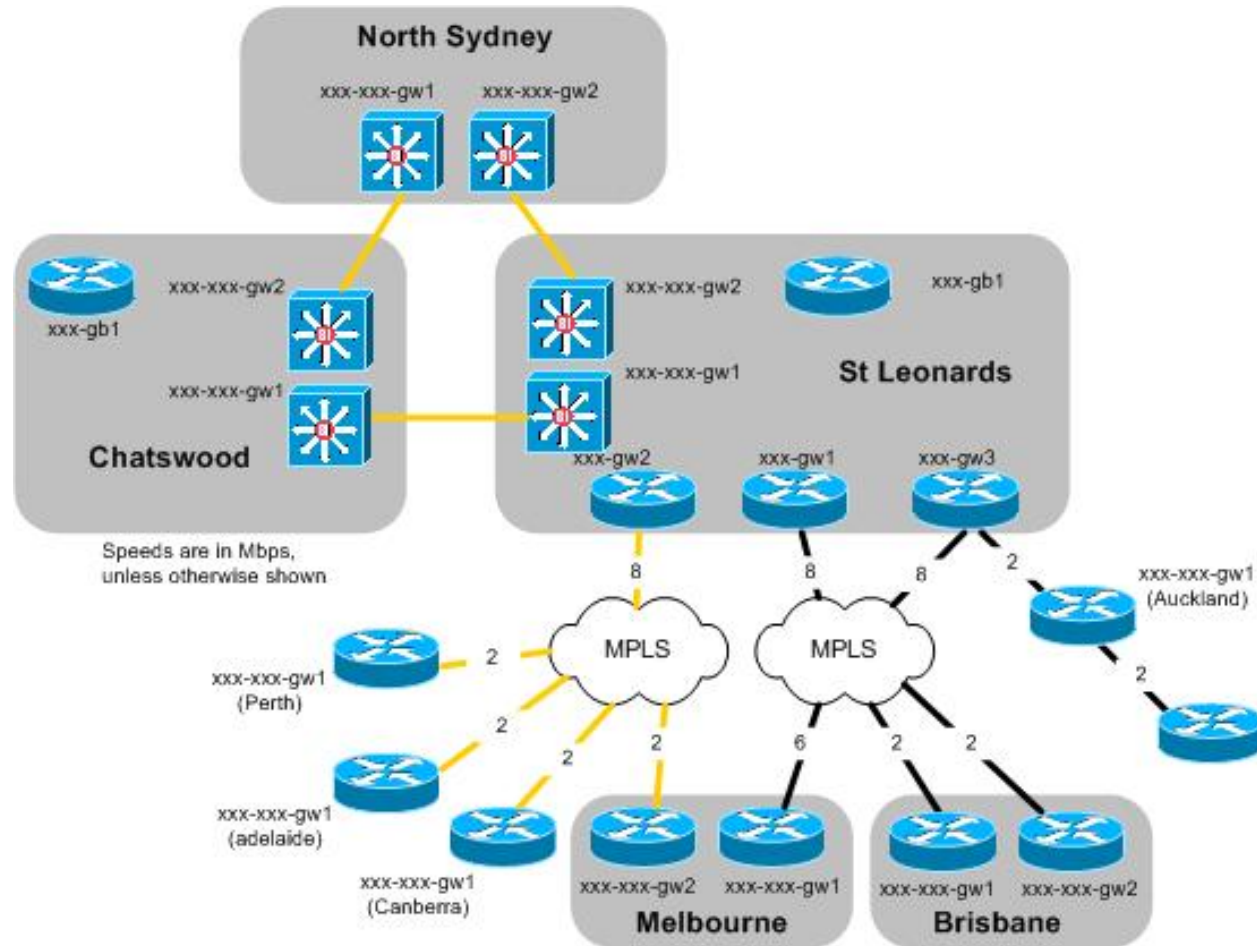 North Sydney
xxx-xxx-gw1
xxx-xxx-gw2
xxx-gb1
xxx-xxx-gw2
xxx-xxx-gw1
Chatswood
xxx-xxx-gw2
xxx-gb1
xxx-xxx-gw1
St Leonards
xxx-gw2
xxx-gw1
xxx-gw3
Speeds are in Mbps,
unless otherwise shown
8
8
8
2
xxx-xxx-gw1
(Auckland)
MPLS
MPLS
2
2
xxx-xxx-gw1
(Perth)
2
2
2
6
2
2
xxx-xxx-gw1
(adelaide)
xxx-xxx-gw1
(Canberra)
xxx-xxx-gw2
xxx-xxx-gw1
Melbourne
xxx-xxx-gw1
xxx-xxx-gw2
Brisbane